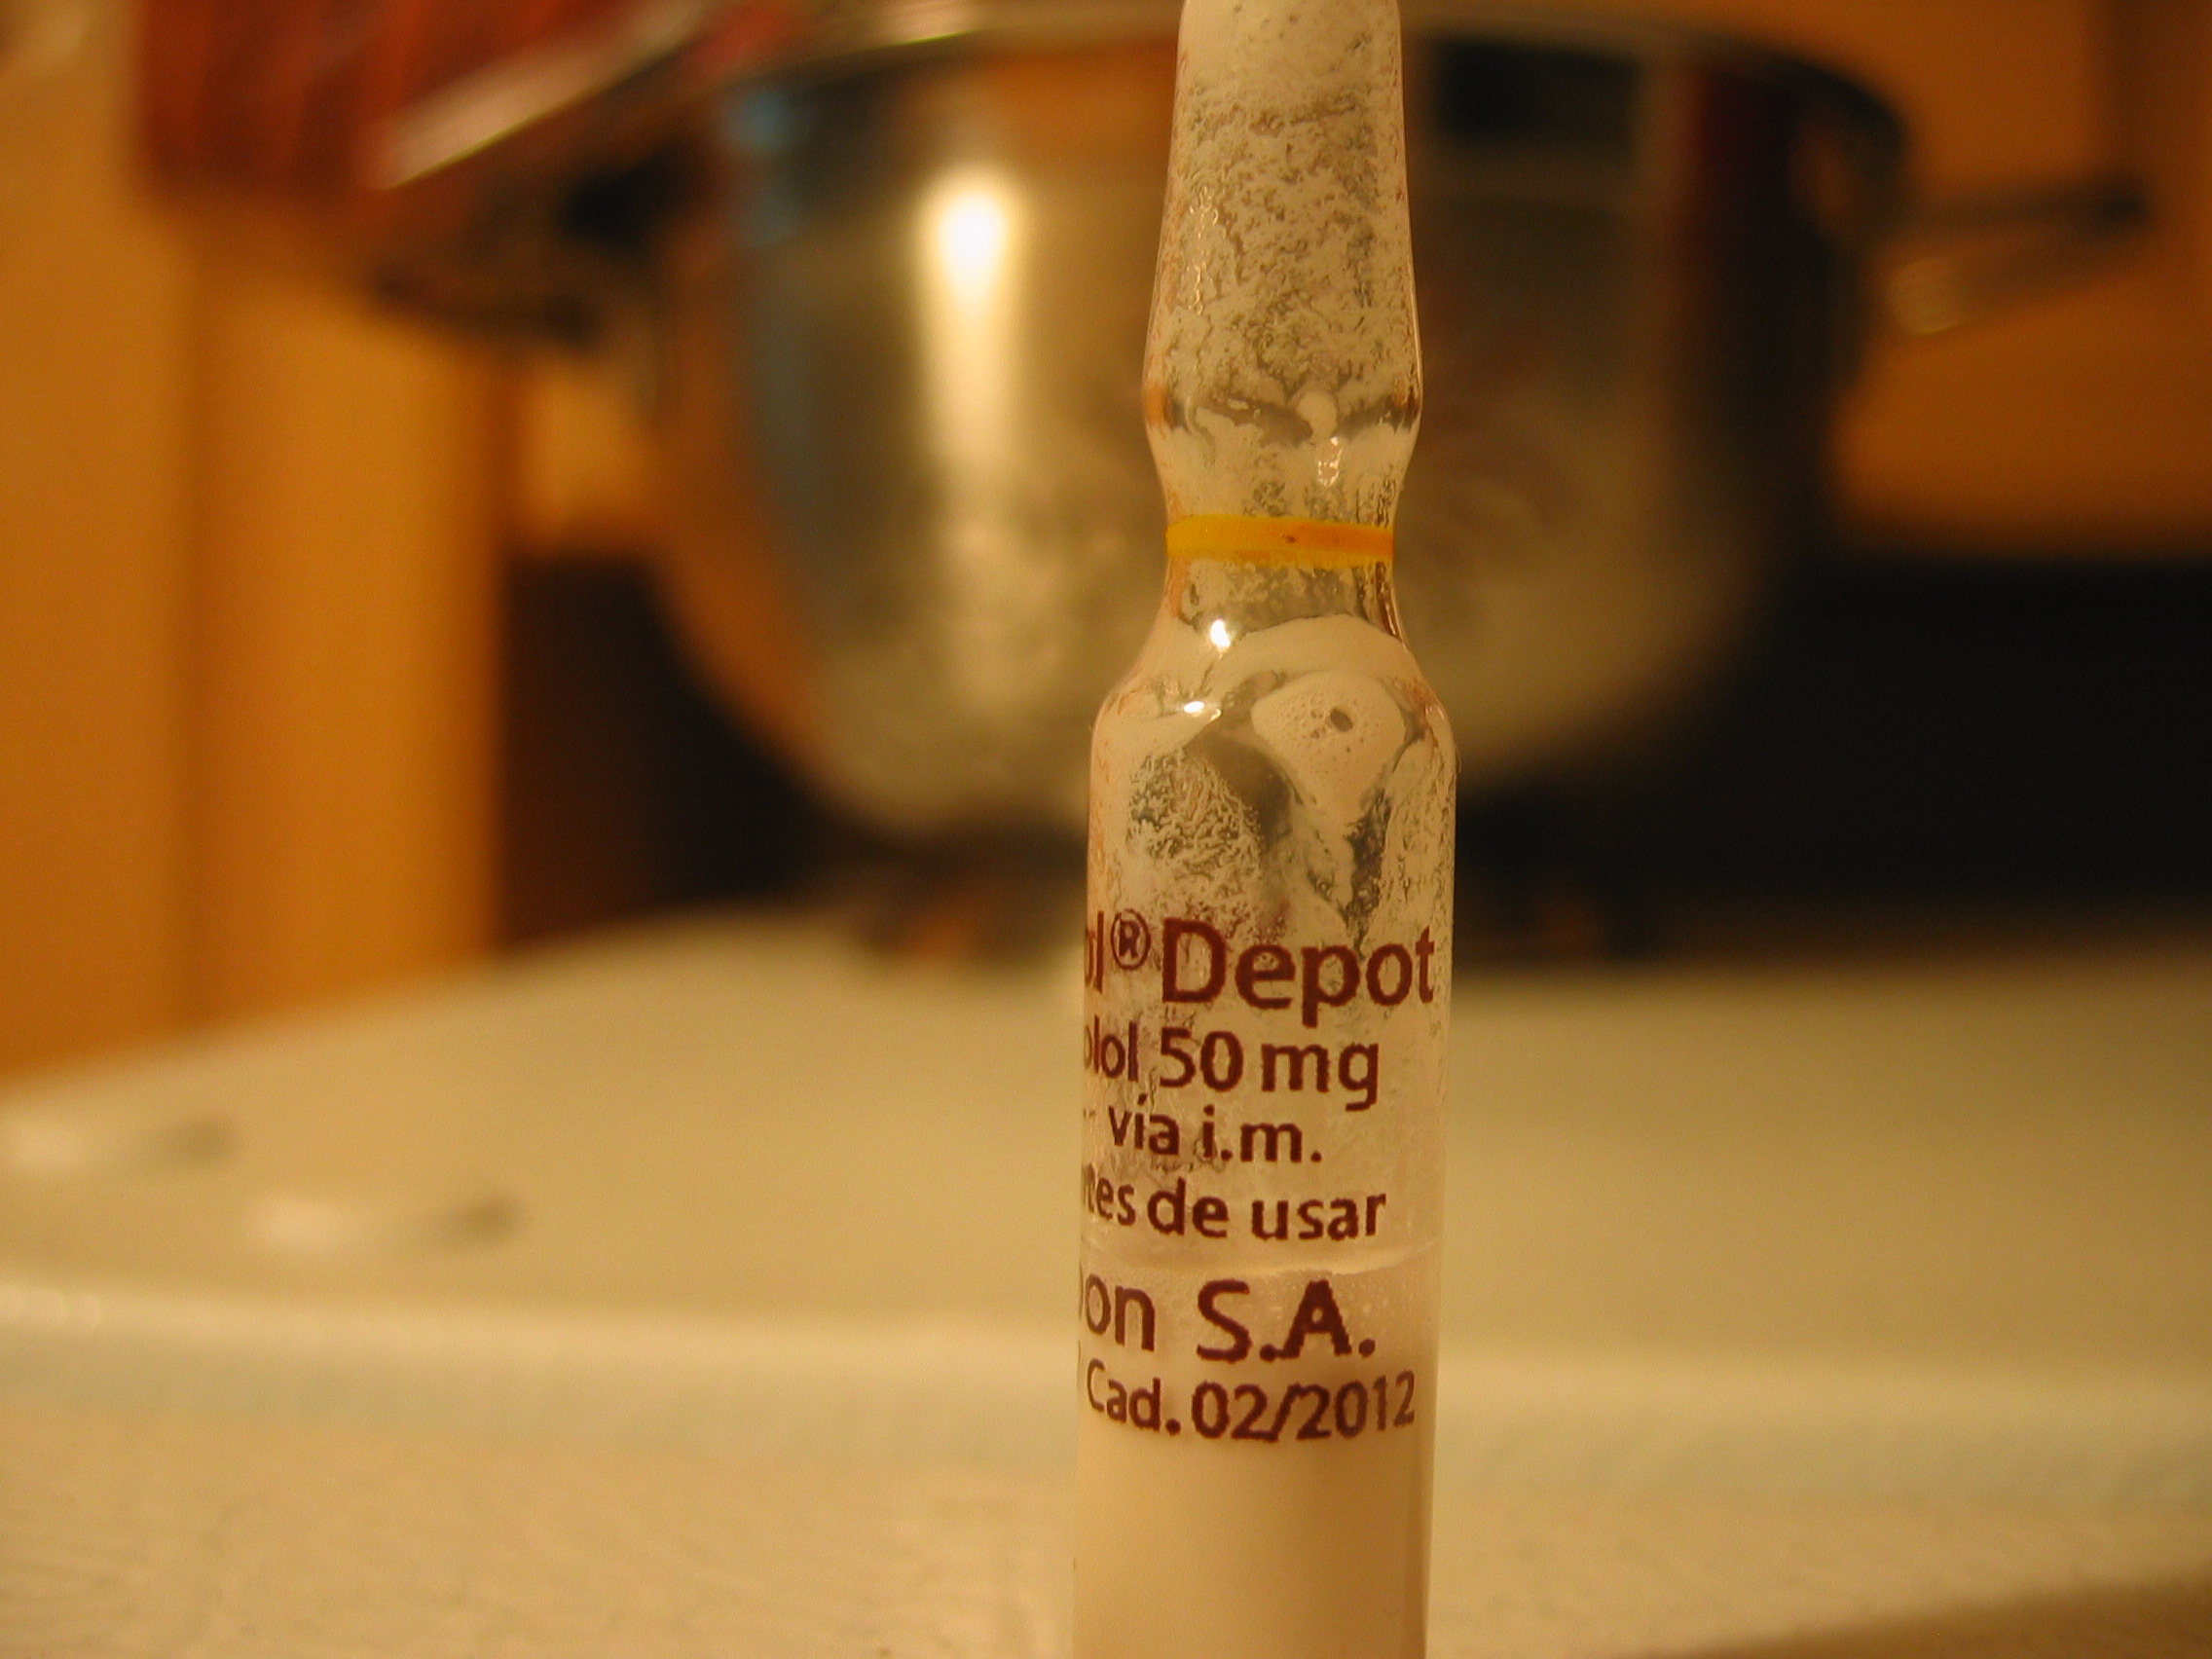 ol® Depot
olol 50 mg
vía i.m.
tes de usar
on S.A.
Cad. 02/2012